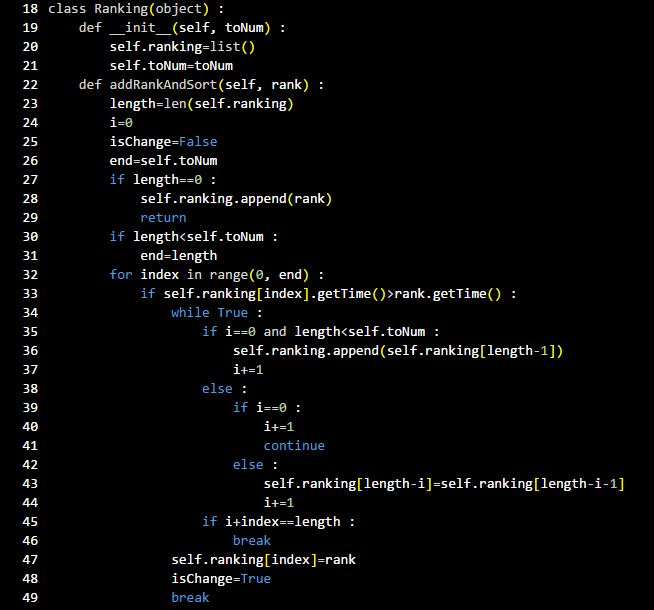 18 class Ranking(object) :
19     def __init__(self, toNum) :
20         self.ranking=list()
21         self.toNum=toNum
22     def addRankAndSort(self, rank) :
23         length=len(self.ranking)
24         i=0
25         isChange=False
26         end=self.toNum
27         if length==0 :
28             self.ranking.append(rank)
29             return
30         if length<self.toNum :
31             end=length
32         for index in range(0, end) :
33             if self.ranking[index].getTime()>rank.getTime() :
34                 while True :
35                     if i==0 and length<self.toNum :
36                         self.ranking.append(self.ranking[length-1])
37                         i+=1
38                     else :
39                         if i==0 :
40                             i+=1
41                             continue
42                         else :
43                             self.ranking[length-i]=self.ranking[length-i-1]
44                             i+=1
45                     if i+index==length :
46                         break
47                 self.ranking[index]=rank
48                 isChange=True
49                 break